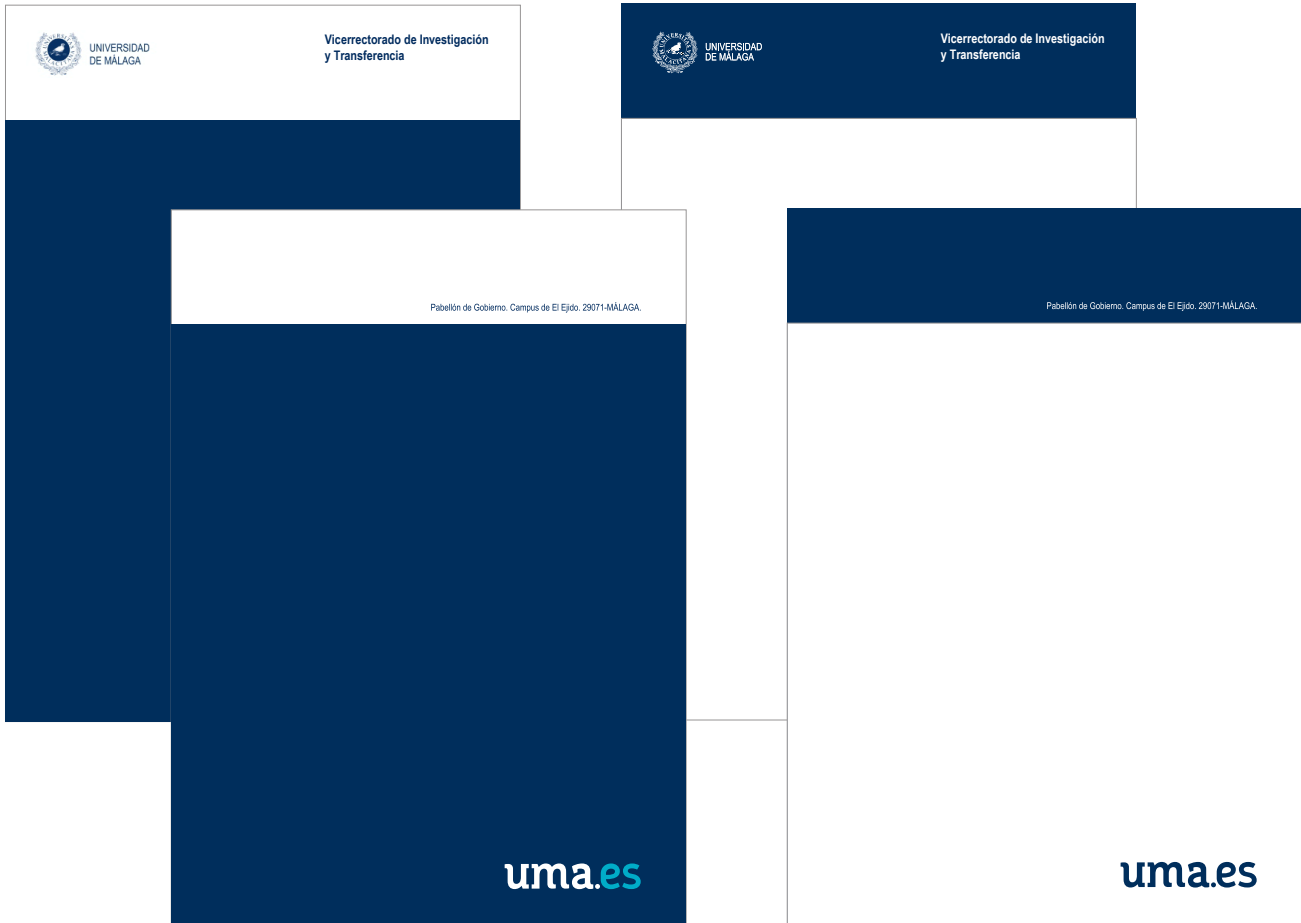 UNIVERSIDAD
DE MÁLAGA
Vicerrectorado de Investigación
y Transferencia
UNIVERSIDAD
DE MÁLAGA
Vicerrectorado de Investigación
y Transferencia
Pabellón de Gobierno. Campus de El Ejido. 29071-MÁLAGA.
Pabellón de Gobierno. Campus de El Ejido. 29071-MÁLAGA.
uma.es
uma.es